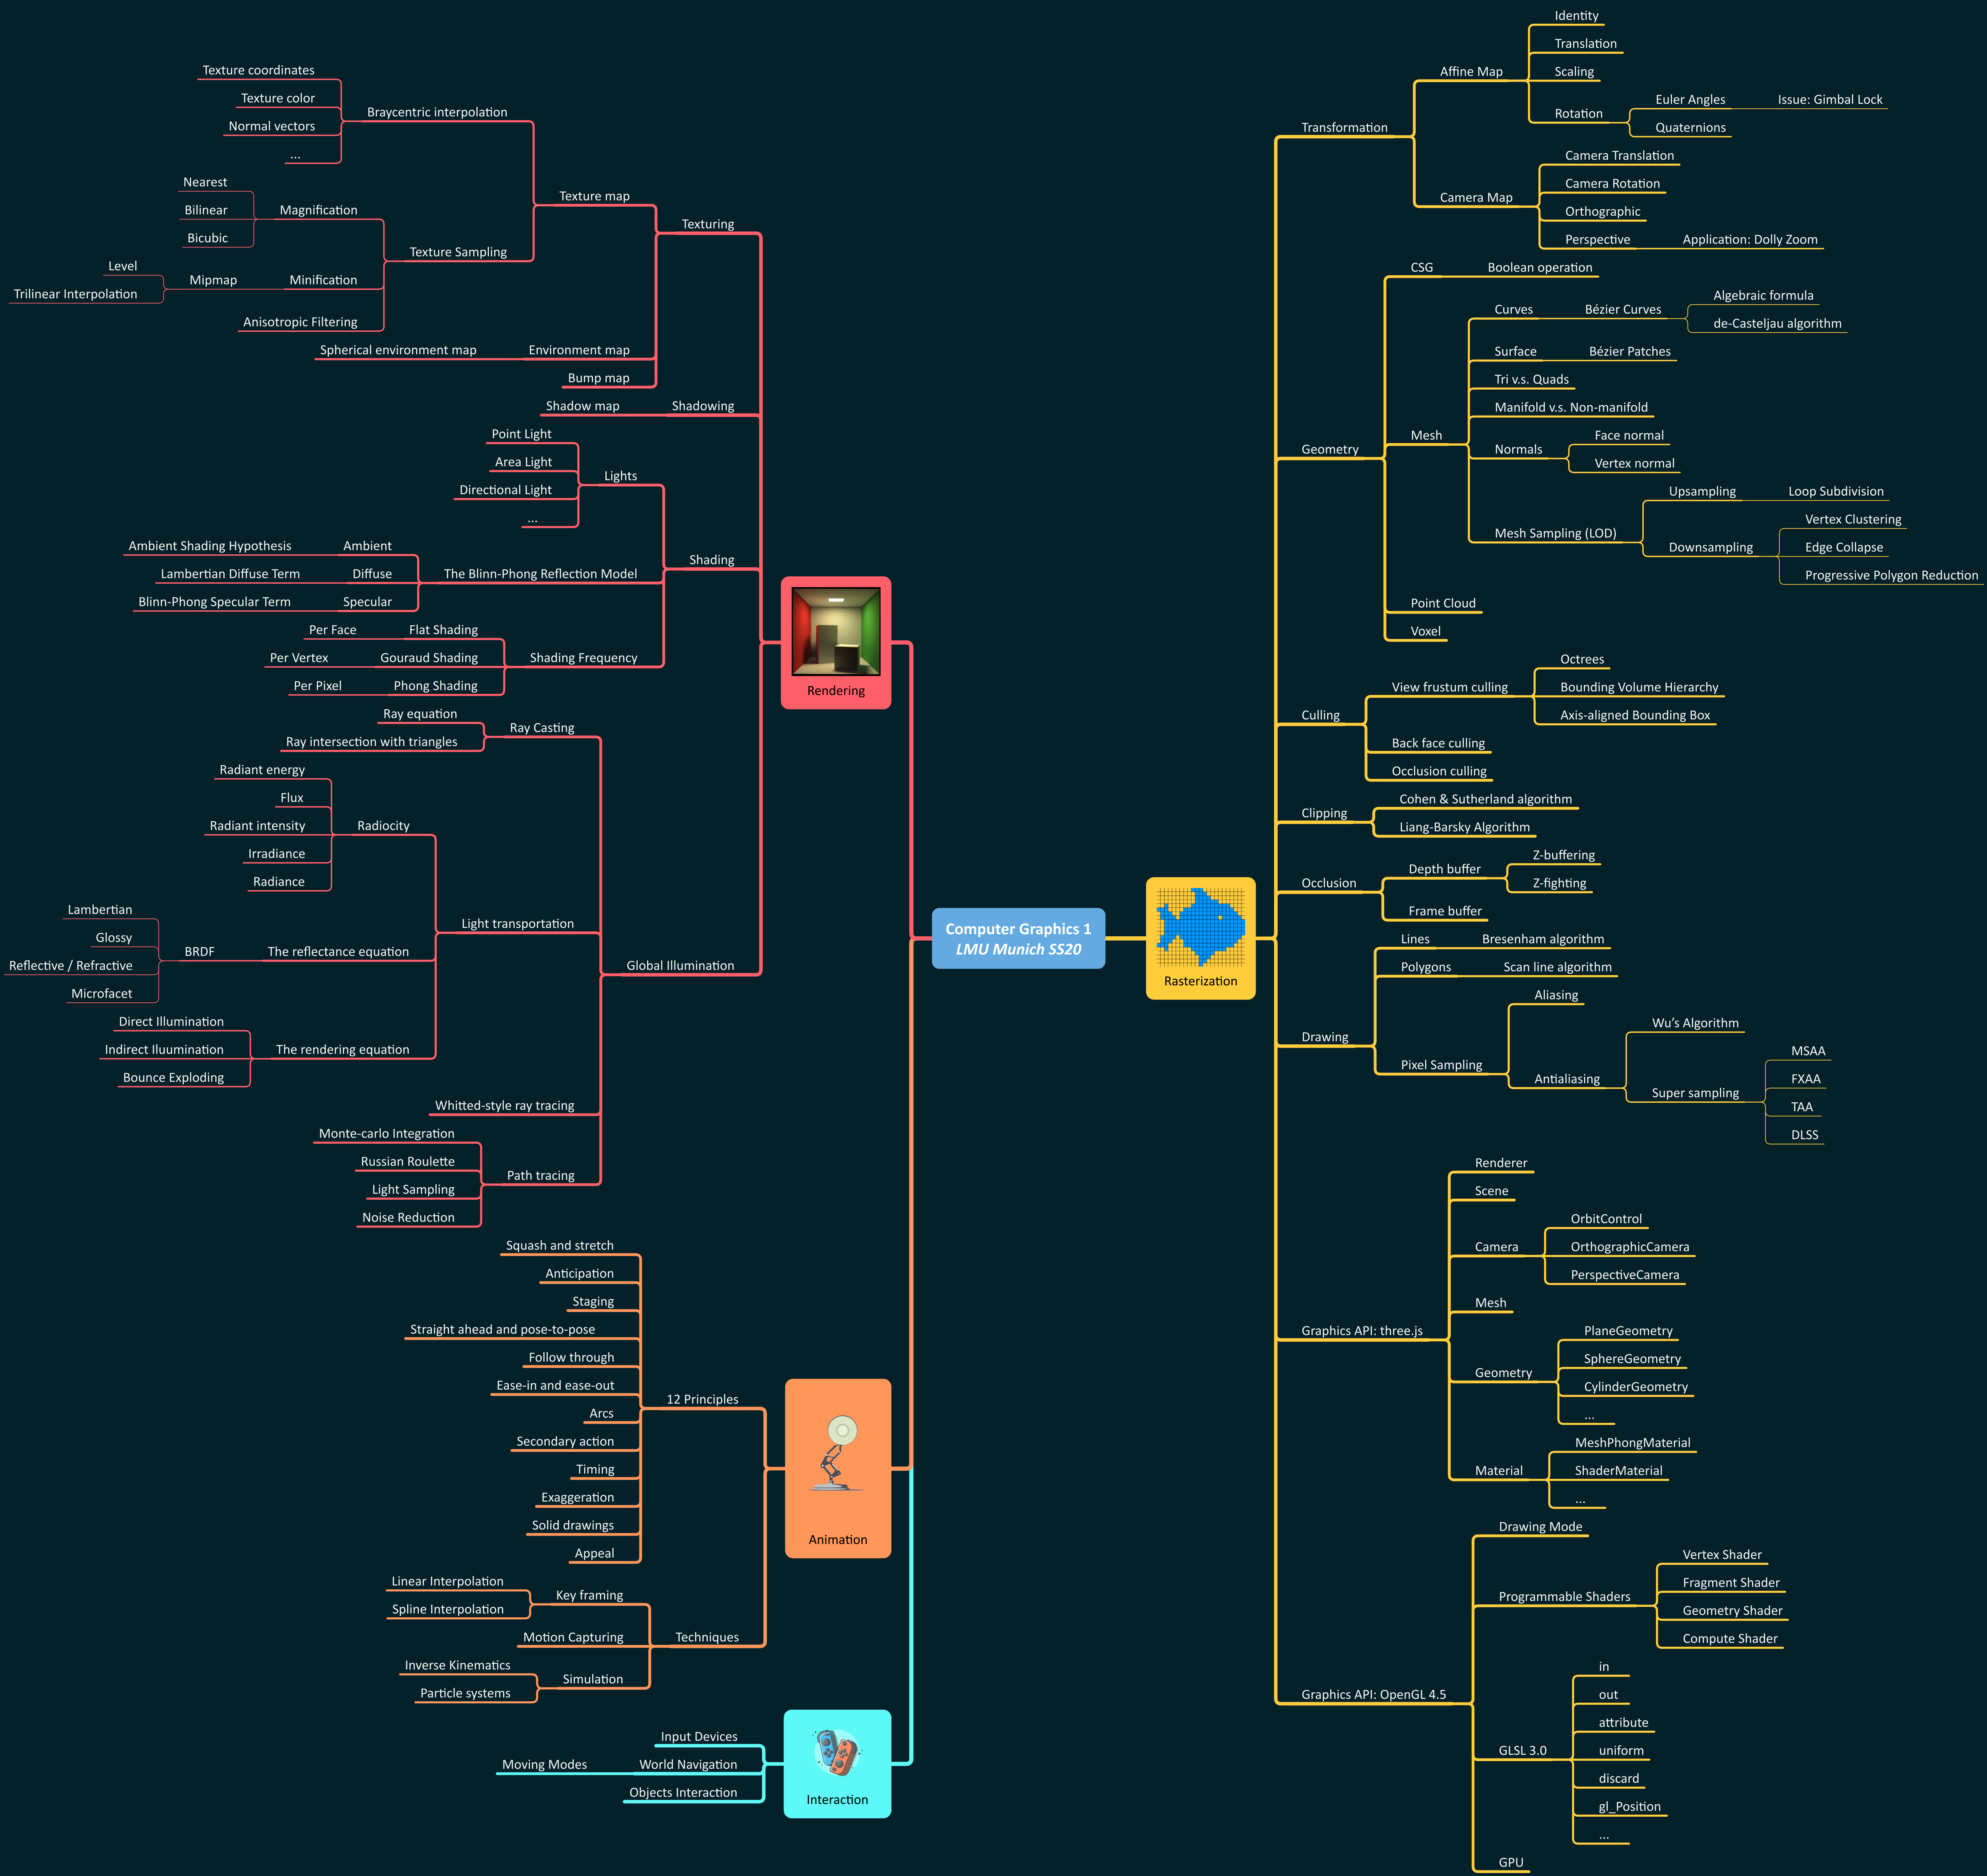 Computer Graphics 1
LMU Munich SS20
Rendering
Texturing
Texture map
Braycentric interpolation
Texture coordinates
Texture color
Normal vectors
...
Texture Sampling
Magnification
Nearest
Bilinear
Bicubic
Minification
Mipmap
Level
Trilinear Interpolation
Anisotropic Filtering
Environment map
Spherical environment map
Bump map
Shadowing
Shadow map
Shading
Lights
Point Light
Area Light
Directional Light
...
The Blinn-Phong Reflection Model
Ambient
Ambient Shading Hypothesis
Diffuse
Lambertian Diffuse Term
Specular
Blinn-Phong Specular Term
Shading Frequency
Flat Shading
Per Face
Gouraud Shading
Per Vertex
Phong Shading
Per Pixel
Global Illumination
Ray Casting
Ray equation
Ray intersection with triangles
Light transportation
Radiocity
Radiant energy
Flux
Radiant intensity
Irradiance
Radiance
The reflectance equation
BRDF
Lambertian
Glossy
Reflective / Refractive
Microfacet
The rendering equation
Direct Illumination
Indirect Iluumination
Bounce Exploding
Whitted-style ray tracing
Path tracing
Monte-carlo Integration
Russian Roulette
Light Sampling
Noise Reduction
Animation
12 Principles
Squash and stretch
Anticipation
Staging
Straight ahead and pose-to-pose
Follow through
Ease-in and ease-out
Arcs
Secondary action
Timing
Exaggeration
Solid drawings
Appeal
Techniques
Key framing
Linear Interpolation
Spline Interpolation
Motion Capturing
Simulation
Inverse Kinematics
Particle systems
Interaction
Input Devices
World Navigation
Moving Modes
Objects Interaction
Rasterization
Transformation
Affine Map
Identity
Translation
Scaling
Rotation
Euler Angles
Issue: Gimbal Lock
Quaternions
Camera Map
Camera Translation
Camera Rotation
Orthographic
Perspective
Application: Dolly Zoom
Geometry
CSG
Boolean operation
Mesh
Curves
Bézier Curves
Algebraic formula
de-Casteljau algorithm
Surface
Bézier Patches
Tri v.s. Quads
Manifold v.s. Non-manifold
Normals
Face normal
Vertex normal
Mesh Sampling (LOD)
Upsampling
Loop Subdivision
Downsampling
Vertex Clustering
Edge Collapse
Progressive Polygon Reduction
Point Cloud
Voxel
Culling
View frustum culling
Octrees
Bounding Volume Hierarchy
Axis-aligned Bounding Box
Back face culling
Occlusion culling
Clipping
Cohen & Sutherland algorithm
Liang-Barsky Algorithm
Occlusion
Depth buffer
Z-buffering
Z-fighting
Frame buffer
Drawing
Lines
Bresenham algorithm
Polygons
Scan line algorithm
Pixel Sampling
Aliasing
Antialiasing
Wu's Algorithm
Super sampling
MSAA
FXAA
TAA
DLSS
Graphics API: three.js
Renderer
Scene
Camera
OrbitControl
OrthographicCamera
PerspectiveCamera
Mesh
Geometry
PlaneGeometry
SphereGeometry
CylinderGeometry
...
Material
MeshPhongMaterial
ShaderMaterial
...
Graphics API: OpenGL 4.5
Drawing Mode
Programmable Shaders
Vertex Shader
Fragment Shader
Geometry Shader
Compute Shader
GLSL 3.0
in
out
attribute
uniform
discard
gl_Position
...
GPU